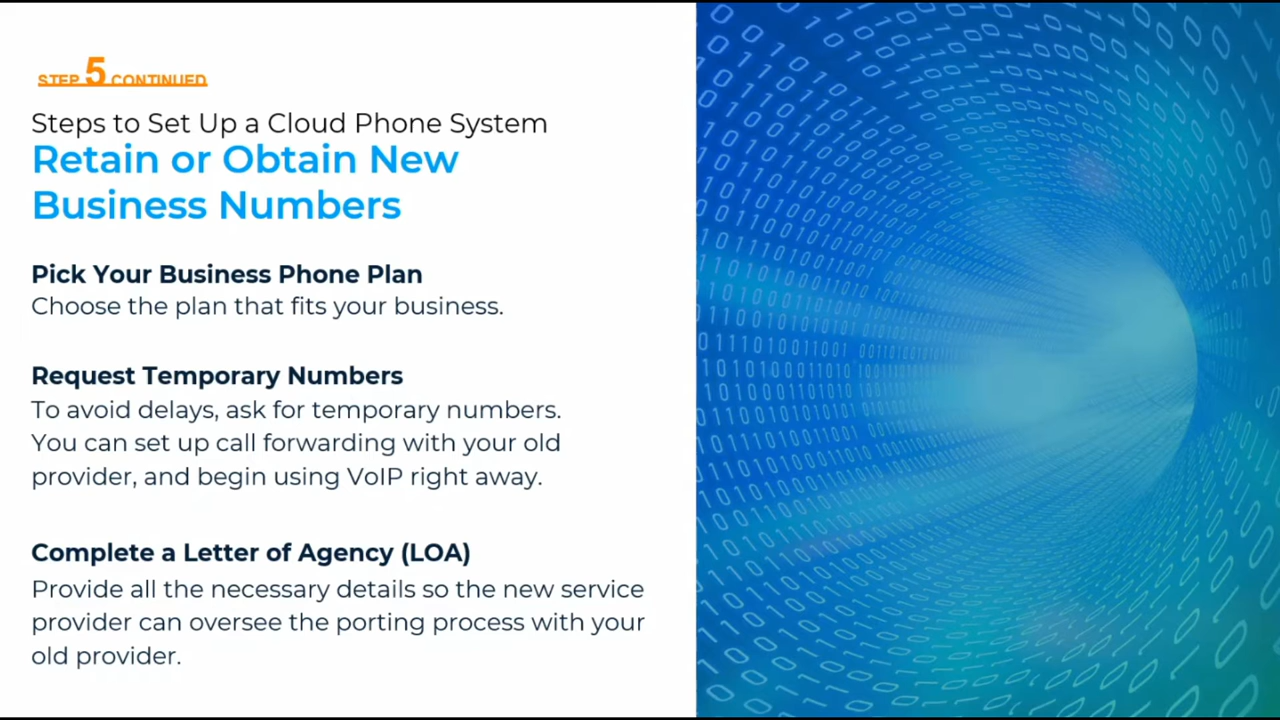 STEP 5 CONTINUED
Steps to Set Up a Cloud Phone System
Retain or Obtain New
Business Numbers
Pick Your Business Phone Plan
Choose the plan that fits your business.
Request Temporary Numbers
To avoid delays, ask for temporary numbers.
You can set up call forwarding with your old
provider, and begin using VoIP right away.
Complete a Letter of Agency (LOA)
Provide all the necessary details so the new service
provider can oversee the porting process with your
old provider.